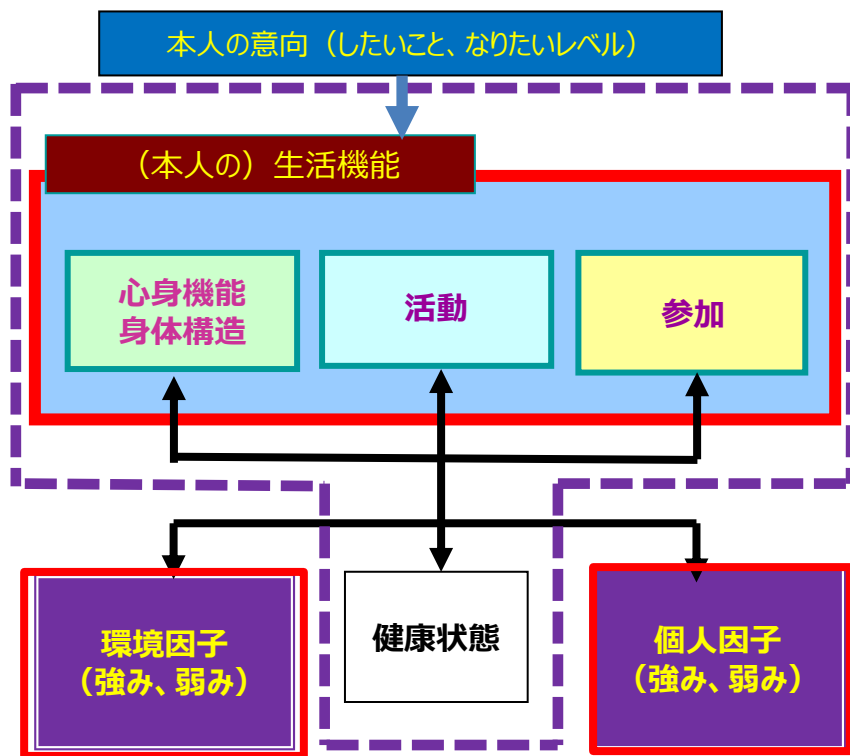 本人の意向（したいこと、なりたいレベル）
（本人の）生活機能
心身機能
身体構造
活動
参加
環境因子
（強み、弱み）
健康状態
個人因子
（強み、弱み）